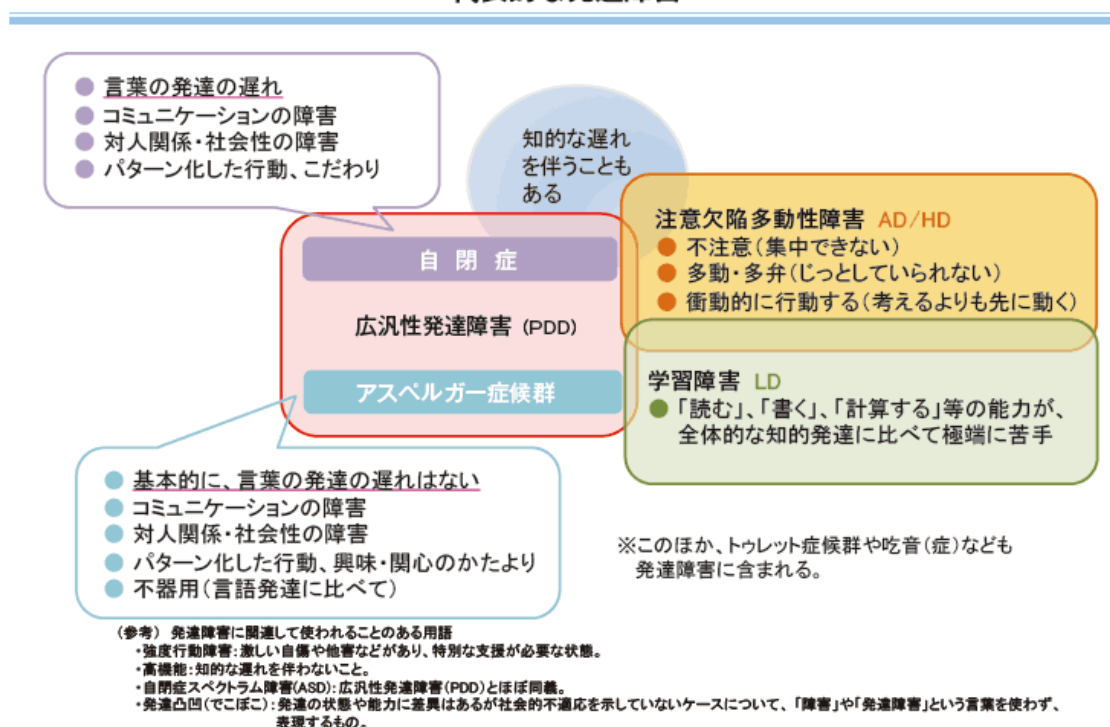 ● 言葉の発達の遅れ
● コミュニケーションの障害
● 対人関係・社会性の障害
● パターン化した行動、こだわり
知的な遅れ
を伴うことも
ある
自 閉 症
広汎性発達障害 (PDD)
アスペルガー症候群
注意欠陥多動性障害 AD/HD
● 不注意(集中できない)
● 多動・多弁(じっとしていられない)
● 衝動的に行動する(考えるよりも先に動く)
学習障害 LD
● 「読む」、「書く」、「計算する」等の能力が、
全体的な知的発達に比べて極端に苦手
● 基本的に、言葉の発達の遅れはない
● コミュニケーションの障害
● 対人関係・社会性の障害
● パターン化した行動、興味・関心のかたより
● 不器用(言語発達に比べて)
※このほか、トゥレット症候群や吃音(症)なども
発達障害に含まれる。
(参考) 発達障害に関連して使われることのある用語
・強度行動障害:激しい自傷や他害などがあり、特別な支援が必要な状態。
・高機能:知的な遅れを伴わないこと。
・自閉症スペクトラム障害(ASD):広汎性発達障害(PDD)とほぼ同義。
・発達凸凹(でこぼこ):発達の状態や能力に差異はあるが社会的不適応を示していないケースについて、「障害」や「発達障害」という言葉を使わず、
表現するもの。